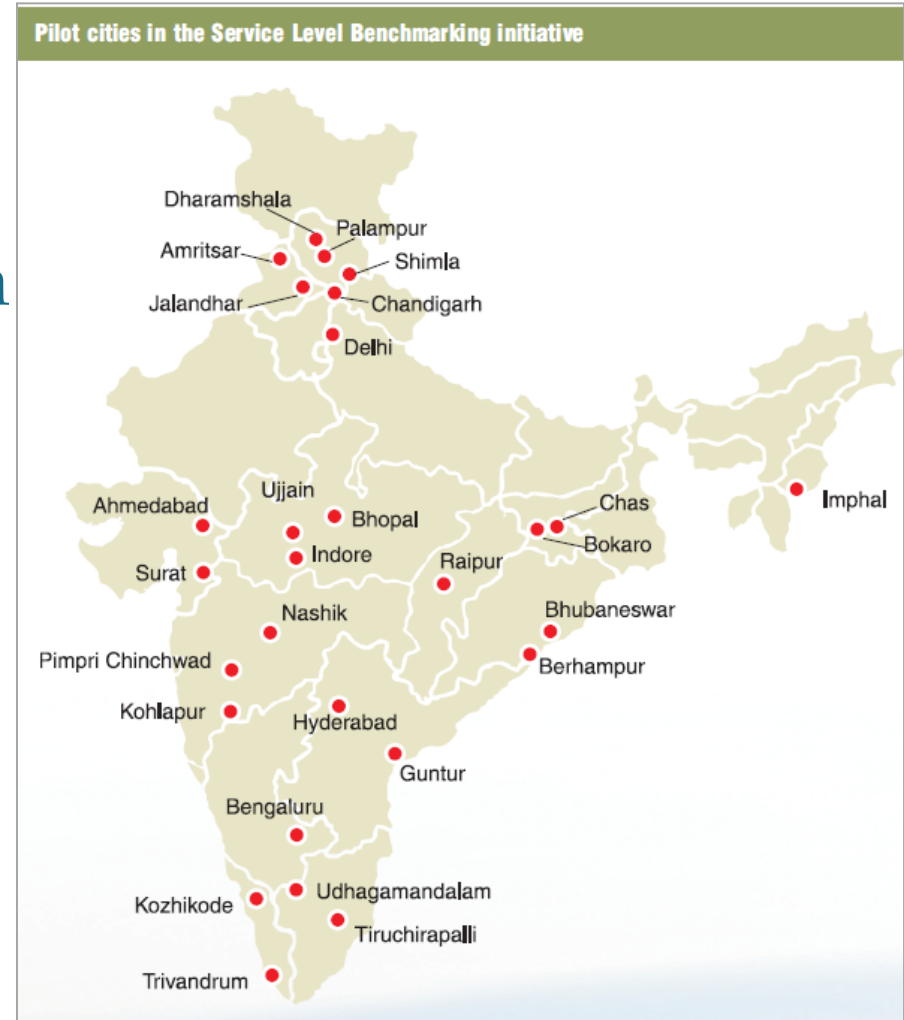 Pilot cities in the Service Level Benchmarking initiative
Dharamshala
Palampur
Amritsar
Shimla
Jalandhar
Chandigarh
Delhi
Ahmedabad
Ujjain
Bhopal
Chas
Imphal
Indore
Bokaro
Surat
Raipur
Nashik
Bhubaneswar
Pimpri Chinchwad
Berhampur
Kohlapur
Hyderabad
Guntur
Bengaluru
Udhagamandalam
Kozhikode
Tiruchirapalli
Trivandrum